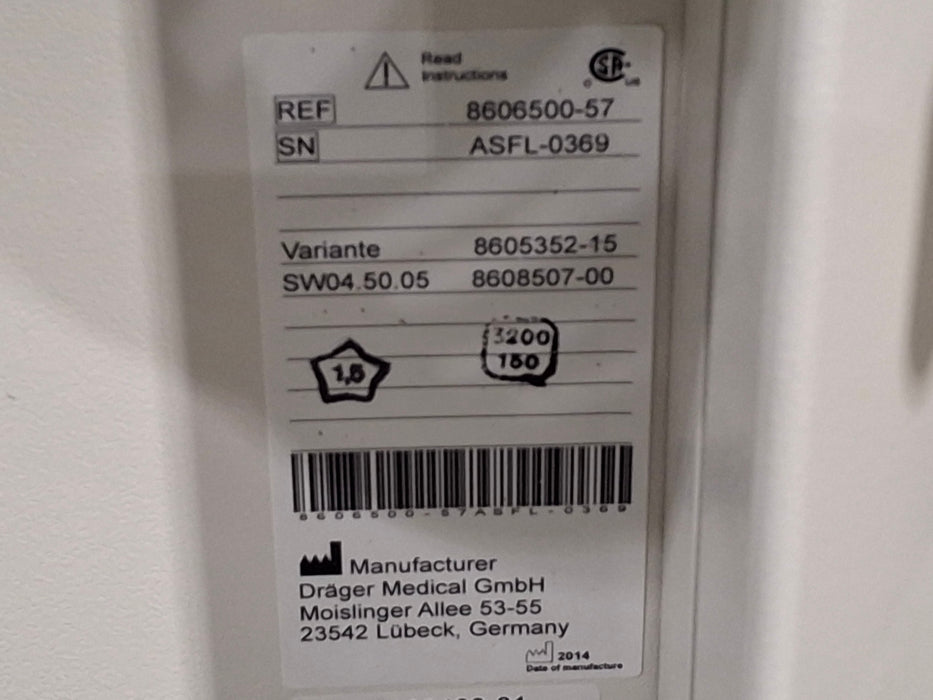 Read
Instructions
REF 8606500-57
SN ASFL-0369
Variante 8605352-15
SW04.50.05 8608507-00
3200
150
1,5
8606500-57ASFL-0369
Manufacturer
Dräger Medical GmbH
Moislinger Allee 53-55
23542 Lübeck, Germany
2014
Date of manufacture